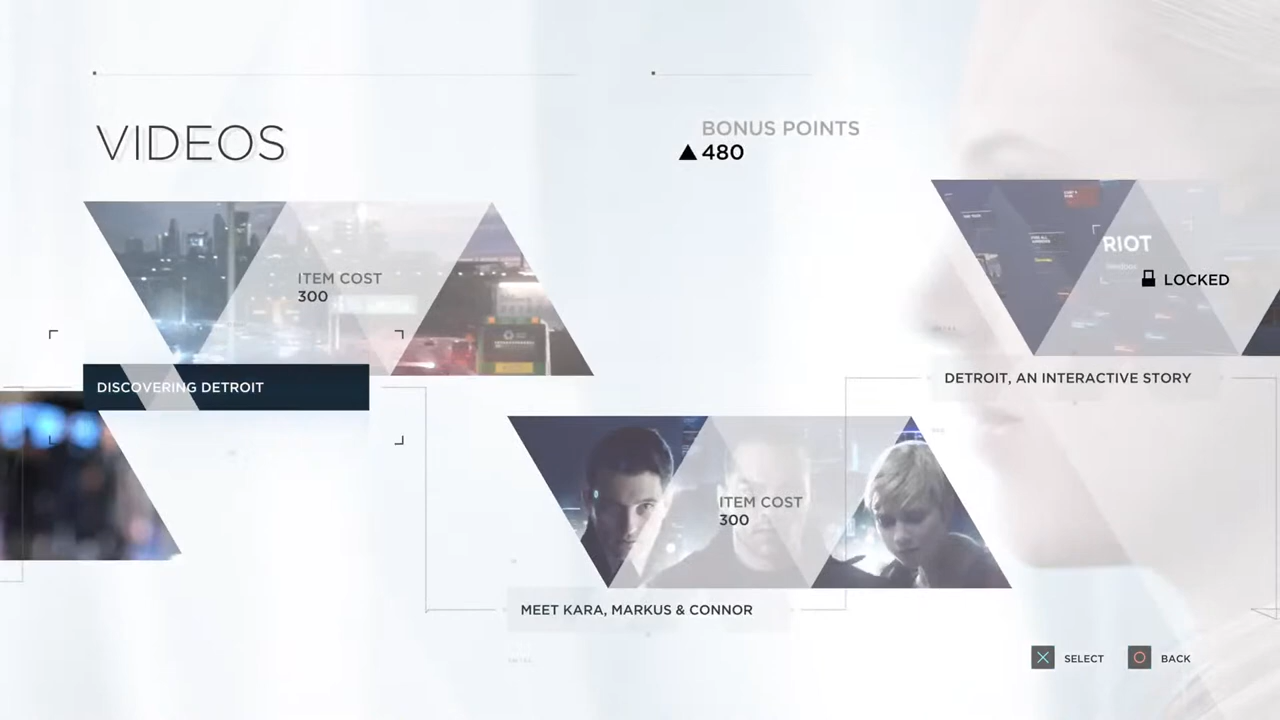 VIDEOS
BONUS POINTS
480
ITEM COST
300
DISCOVERING DETROIT
RIOT
LOCKED
DETROIT, AN INTERACTIVE STORY
ITEM COST
300
MEET KARA, MARKUS & CONNOR
SELECT
BACK